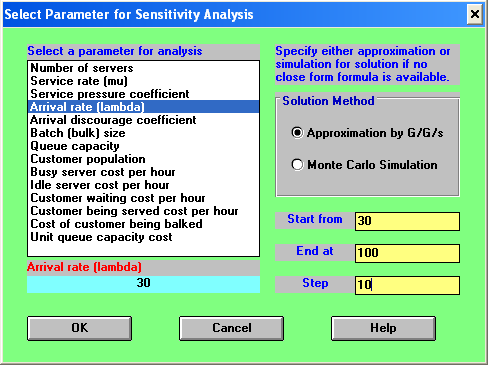 Select Parameter for Sensitivity Analysis
Select a parameter for analysis
Number of servers
Service rate (mu)
Service pressure coefficient
Arrival rate (lambda)
Arrival discourage coefficient
Batch (bulk) size
Queue capacity
Customer population
Busy server cost per hour
Idle server cost per hour
Customer waiting cost per hour
Customer being served cost per hour
Cost of customer being balked
Unit queue capacity cost
Arrival rate (lambda)
30
Specify either approximation or
simulation for solution if no
close form formula is available.
Solution Method
Approximation by G/G/s
Monte Carlo Simulation
Start from 30
End at 100
Step 10
OK Cancel Help